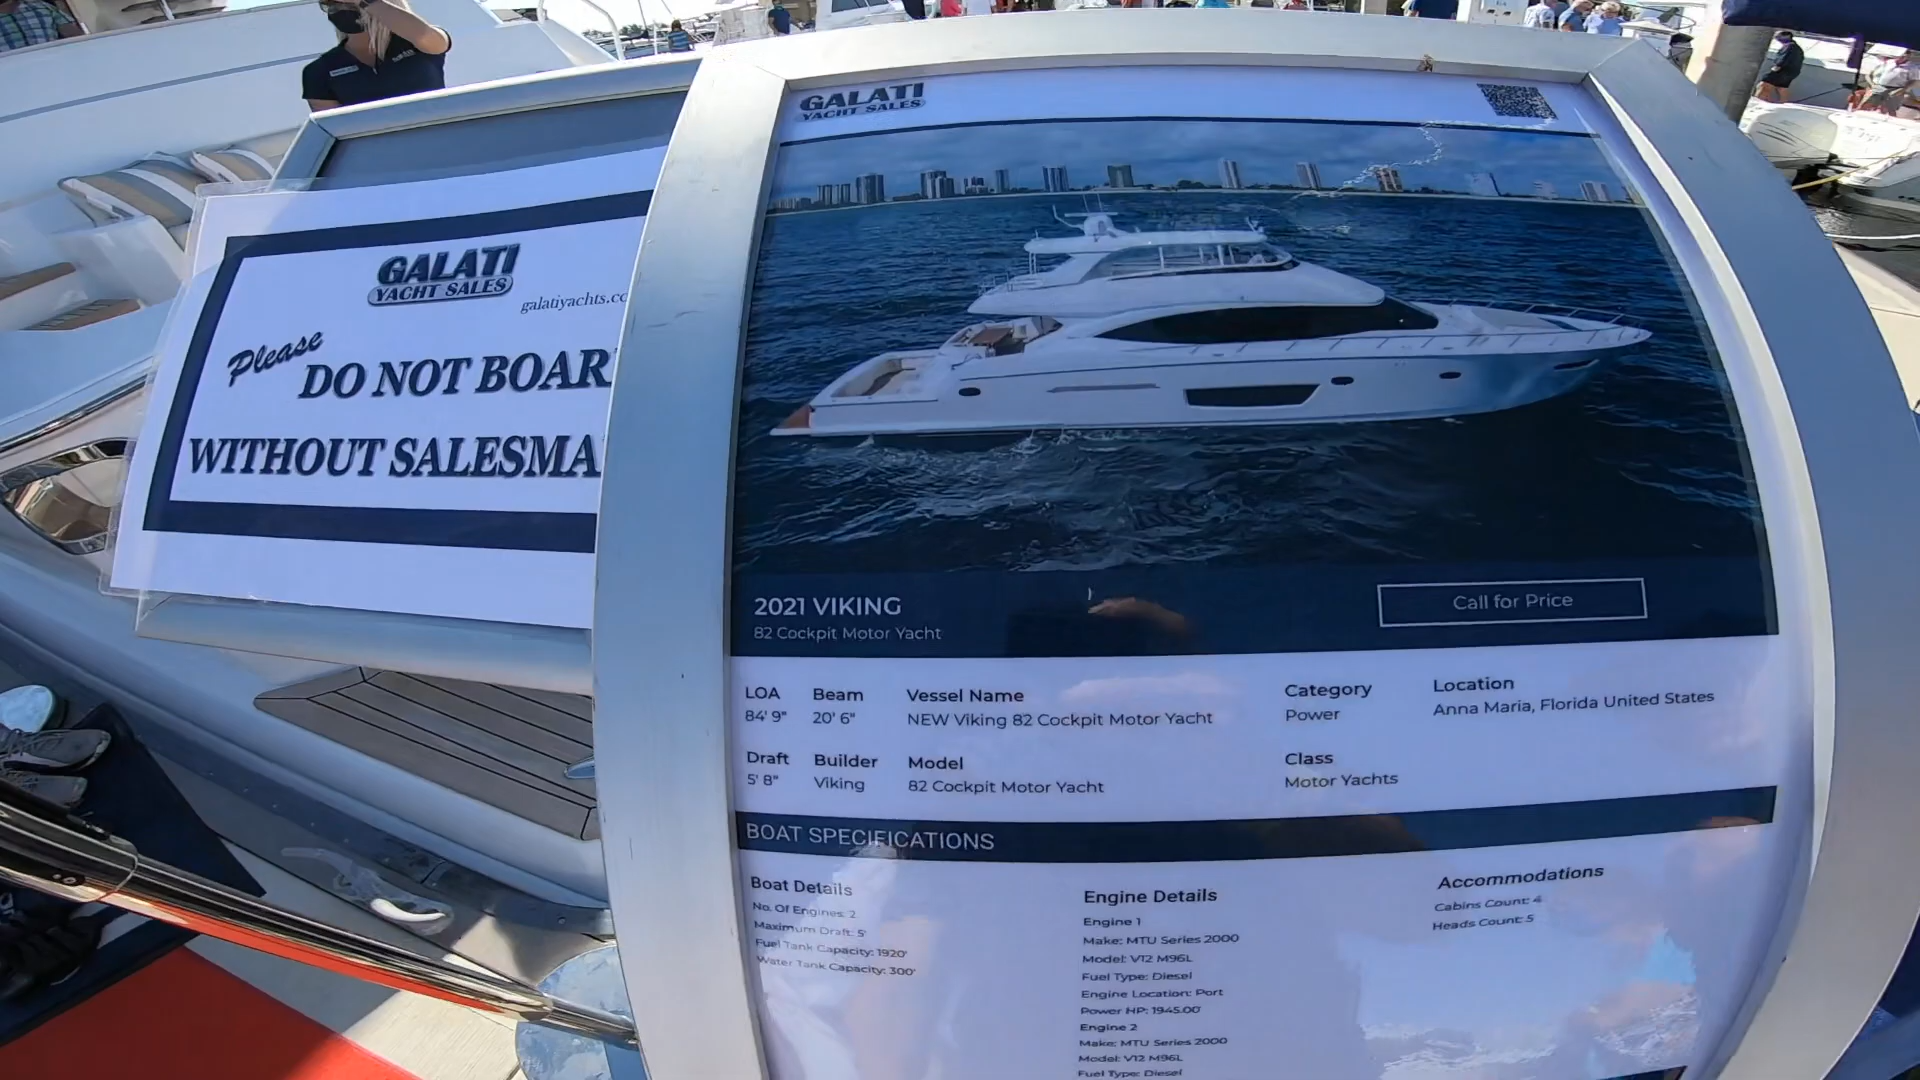 GALATI
YACHT SALES
galatiyachts.cc
Please
DO NOT BOAR
WITHOUT SALESMA
GALATI
YACHT SALES
2021 VIKING
82 Cockpit Motor Yacht
Call for Price
LOA
84' 9"
Beam
20' 6"
Vessel Name
NEW Viking 82 Cockpit Motor Yacht
Category
Power
Location
Anna Maria, Florida United States
Draft
5' 8"
Builder
Viking
Model
82 Cockpit Motor Yacht
Class
Motor Yachts
BOAT SPECIFICATIONS
Boat Details
No. Of Engines: 2
Maximum Draft: 5'
Fuel Tank Capacity: 1920'
Water Tank Capacity: 300'
Engine Details
Engine 1
Make: MTU Series 2000
Model: V12 M96L
Fuel Type: Diesel
Engine Location: Port
Power HP: 1945.00'
Engine 2
Make: MTU Series 2000
Model: V12 M96L
Fuel Type: Diesel
Accommodations
Cabins Count: 4
Heads Count: 5